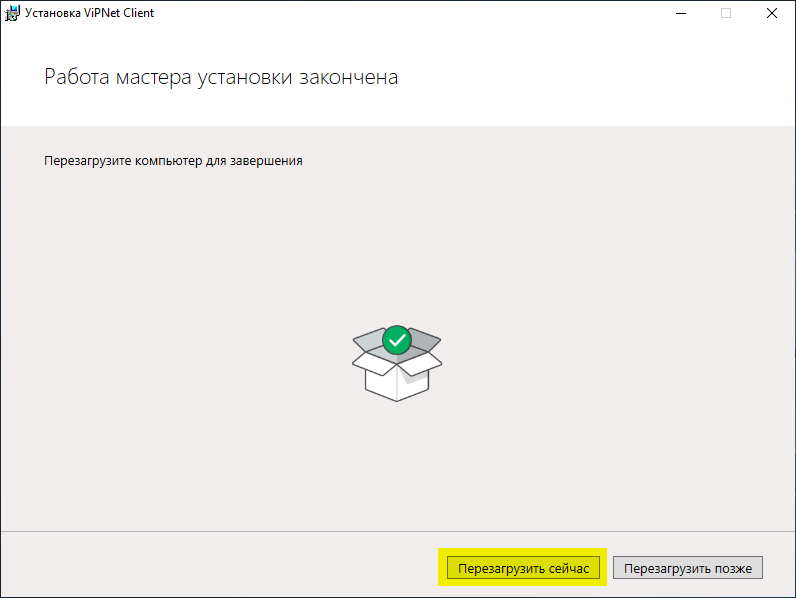 Установка ViPNet Client
Работа мастера установки закончена
Перезагрузите компьютер для завершения
Перезагрузить сейчас
Перезагрузить позже